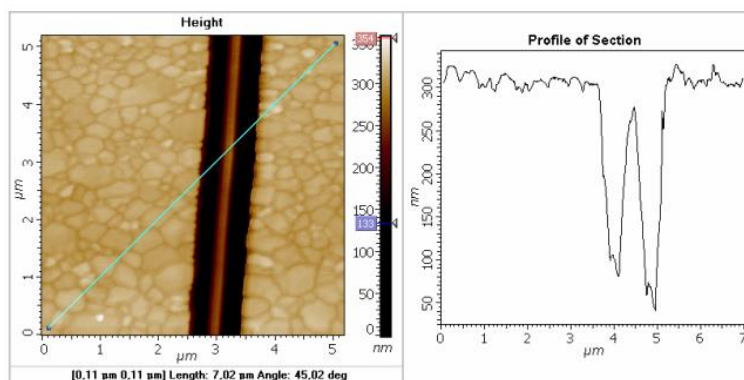 Height
5
4
3
2
1
0
µm
0 1 2 3 4 5
µm
354
300
250
200
150
133
100
50
0
nm
[0,11 µm 0,11 µm] Length: 7,02 µm Angle: 45,02 deg
Profile of Section
300
250
200
150
100
50
nm
0 1 2 3 4 5 6 7
µm